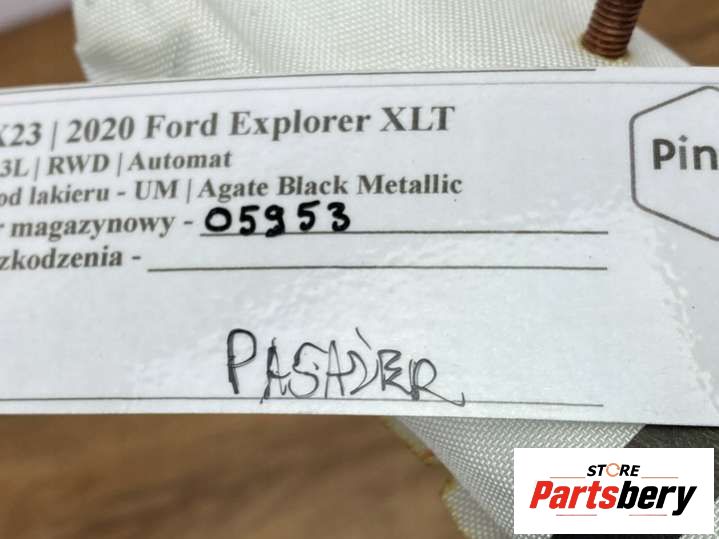 X23 | 2020 Ford Explorer XLT
3L | RWD | Automat
od lakieru - UM | Agate Black Metallic
r magazynowy - 05953
zkodzenia -
Pin
PASAŻER
STORE
Partsbery